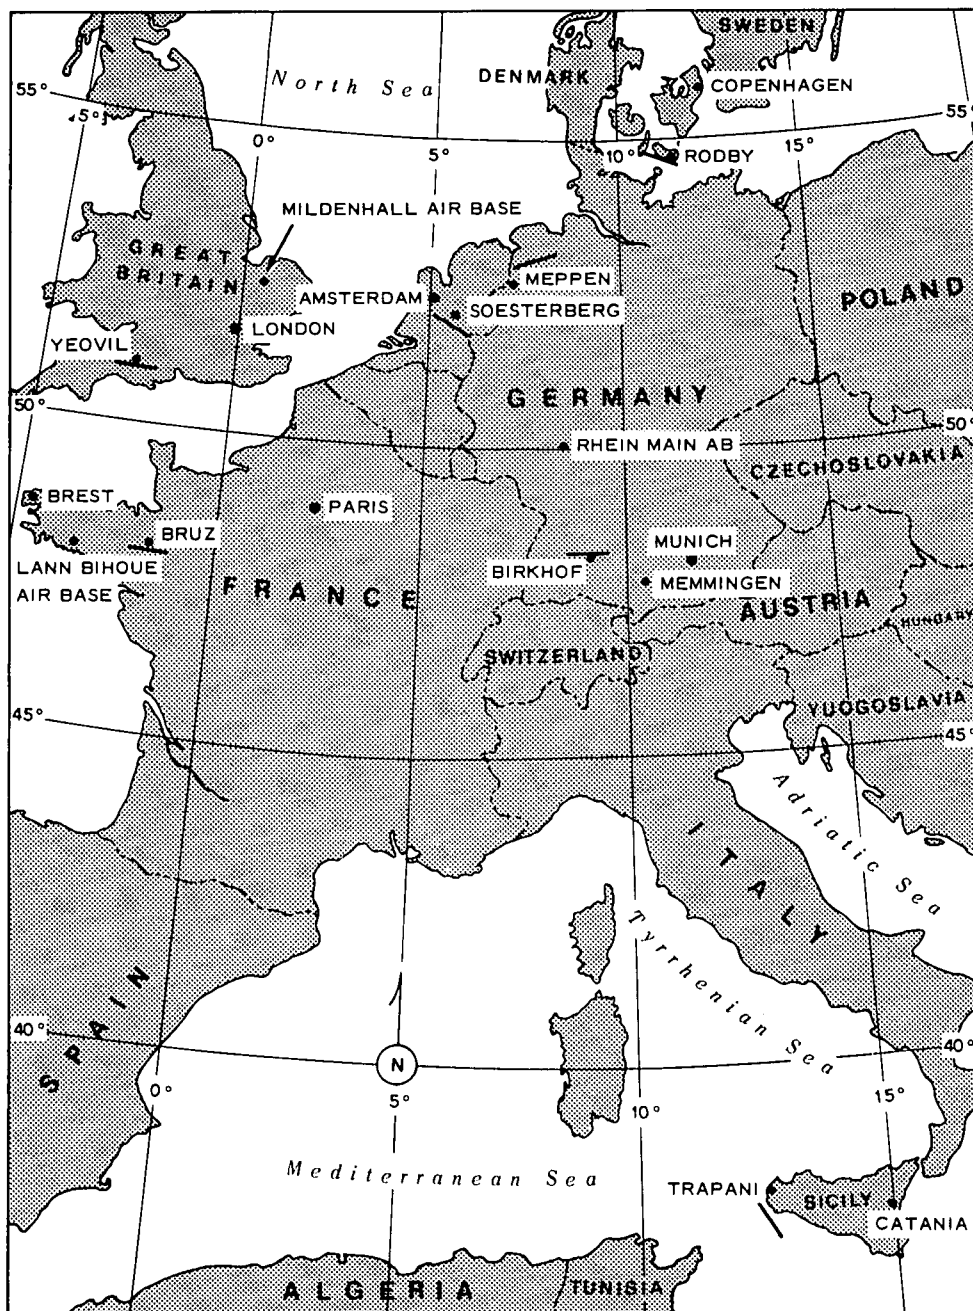 SWEDEN
North Sea
DENMARK
COPENHAGEN
55°
55°
5°
0°
5°
10°
15°
RODBY
MILDENHALL AIR BASE
GREAT
BRITAIN
MEPPEN
AMSTERDAM
SOESTERBERG
POLAND
LONDON
YEOVIL
GERMANY
50°
50°
RHEIN MAIN AB
CZECHOSLOVAKIA
BREST
PARIS
BRUZ
MUNICH
LANN BIHOUE
AIR BASE
BIRKHOF
MEMMINGEN
FRANCE
AUSTRIA
HUNGARY
SWITZERLAND
YUOGOSLAVIA
45°
45°
Adriatic Sea
ITALY
Tyrrhenian Sea
SPAIN
40°
40°
N
0°
5°
10°
15°
Mediterranean Sea
TRAPANI
SICILY
CATANIA
ALGERIA
TUNISIA